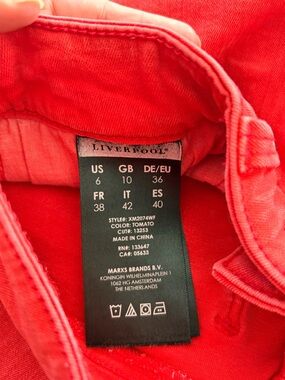 LIVERPOOL
US GB DE/EU
6 10 36
FR IT ES
38 42 40
STYLE#: XM2074WF
COLOR: TOMATO
CUT#: 13253
MADE IN CHINA
RN#: 133647
CA#: 05633
MARXS BRANDS B.V.
KONINGIN WILHELMINAPLEIN 1
1062 HG AMSTERDAM
THE NETHERLANDS